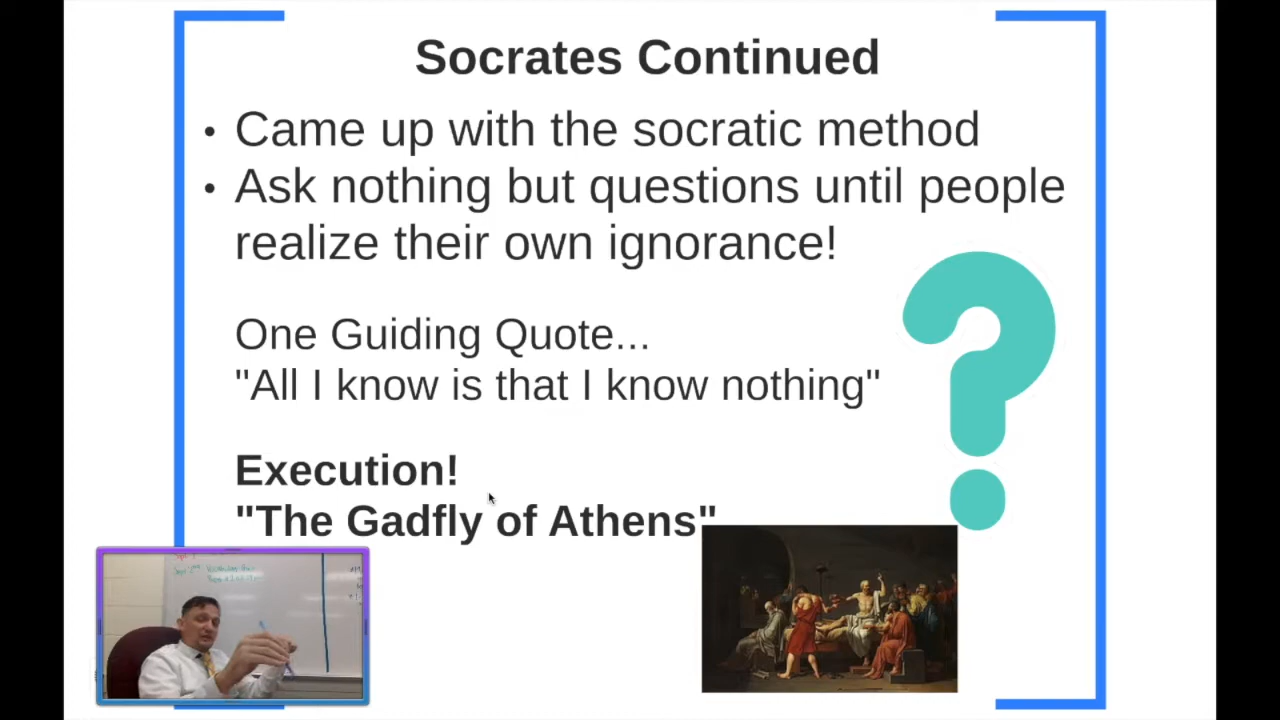 Socrates Continued
• Came up with the socratic method
• Ask nothing but questions until people
realize their own ignorance!
One Guiding Quote...
"All I know is that I know nothing"
Execution!
"The Gadfly of Athens"